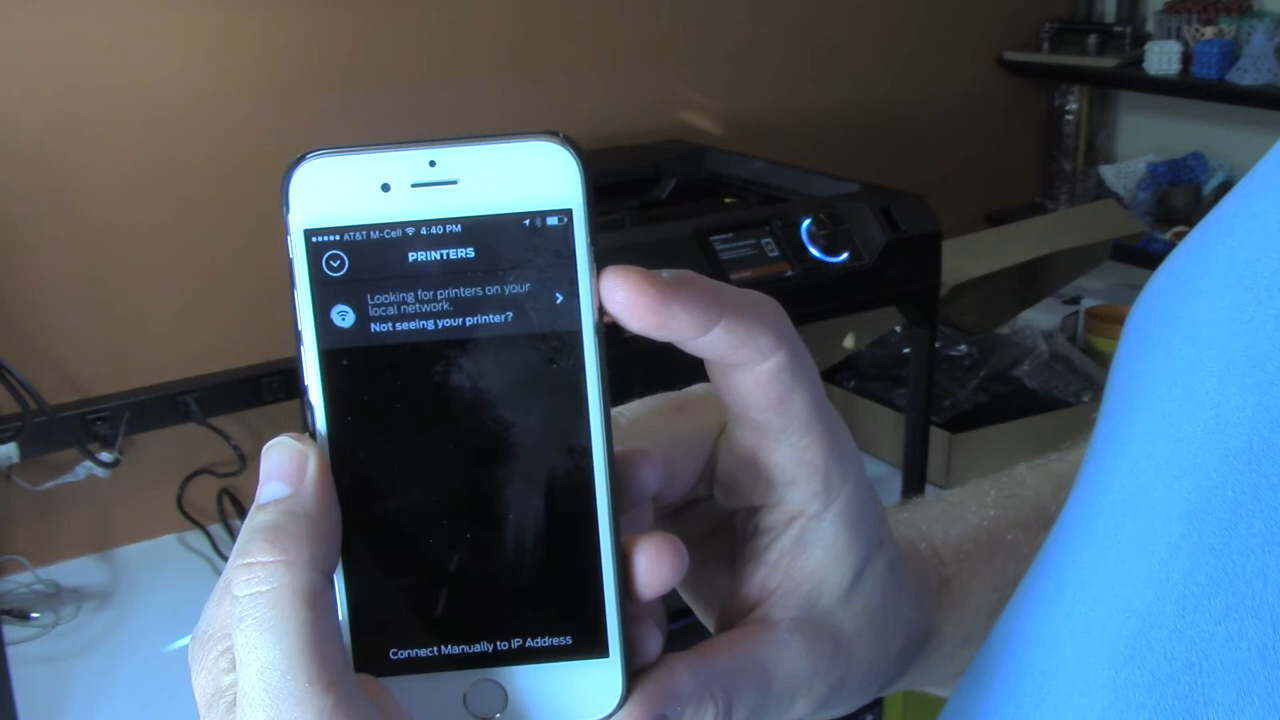 AT&T M-Cell 4:40 PM
PRINTERS
Looking for printers on your
local network.
Not seeing your printer?
Connect Manually to IP Address